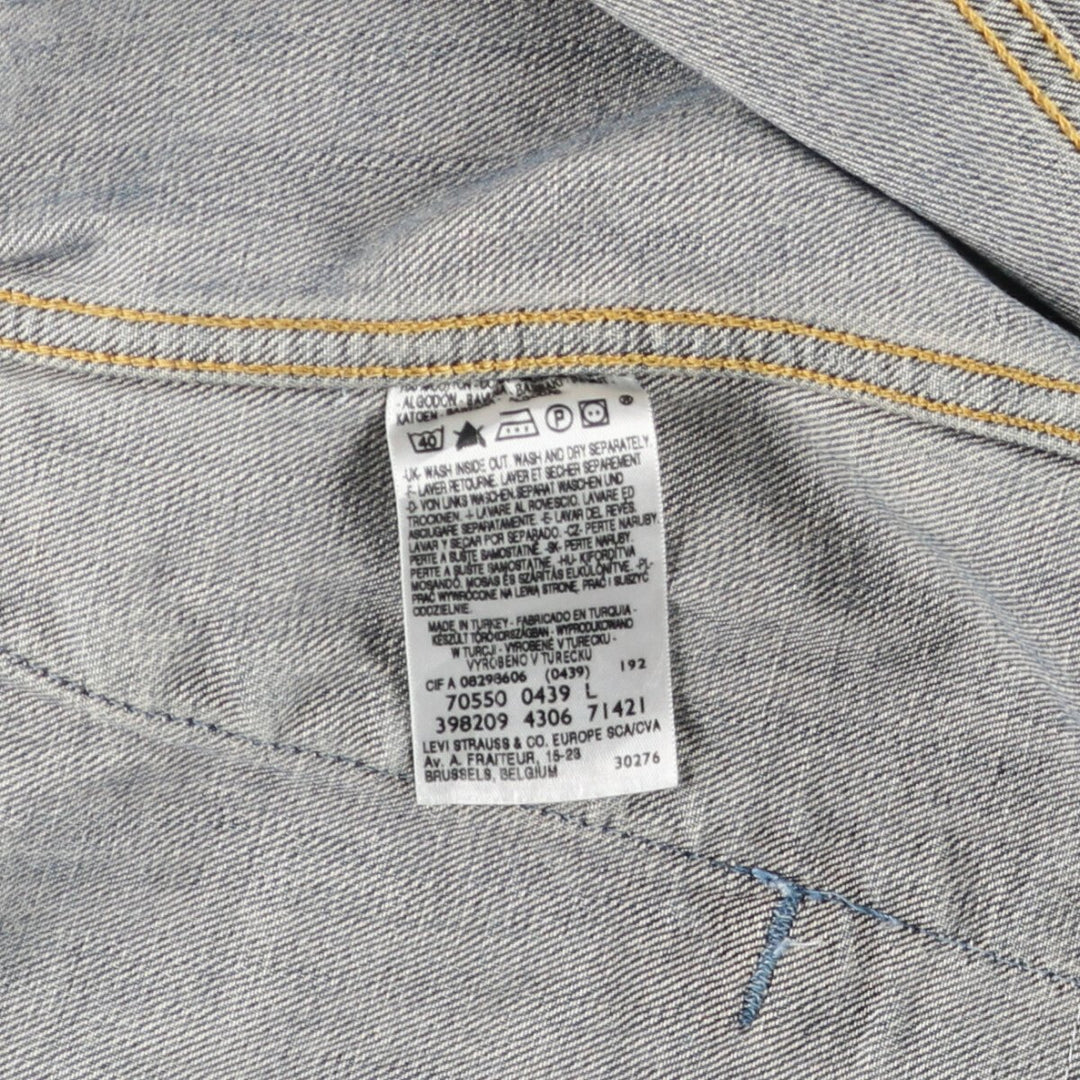 ALGODON - BAM
KATOEN -
40 P ®
-UK- WASH INSIDE OUT. WASH AND DRY SEPARATELY.
-F- LAVER RETOURNE. LAVER ET SECHER SEPAREMENT
-D- VON LINKS WASCHEN. SEPARAT WASCHEN UND
TROCKNEN. -I- LAVARE AL ROVESCIO. LAVARE ED
ASCIUGARE SEPARATAMENTE. -E- LAVAR DEL REVÉS.
LAVAR Y SECAR POR SEPARADO. -CZ- PERTE NARUBY.
PERTE A SUŠTE SAMOSTATNĚ. -SK- PERTE NARUBY.
PERTE A SUŠTE SAMOSTATNE. -HU- KIFORDÍTVA
MOSANDÓ. MOSÁS ÉS SZÁRÍTÁS ELKÜLÖNÍTVE. -PL-
PRAĆ WYWRÓCONE NA LEWĄ STRONĘ, PRAĆ I SUSZYĆ
ODDZIELNIE.
MADE IN TURKEY - FABRICADO EN TURQUIA -
KÉSZÜLT TÖRÖKORSZÁGBAN - WYPRODUKOWANO
W TURCJI - VYROBENÉ V TURECKU -
VYROBENO V TURECKU
CIF A 08298606 (0439) 192
70550 0439 L
398209 4306 71421
LEVI STRAUSS & CO. EUROPE SCA/CVA
Av. A. FRAITEUR, 15-23
BRUSSELS, BELGIUM 30276